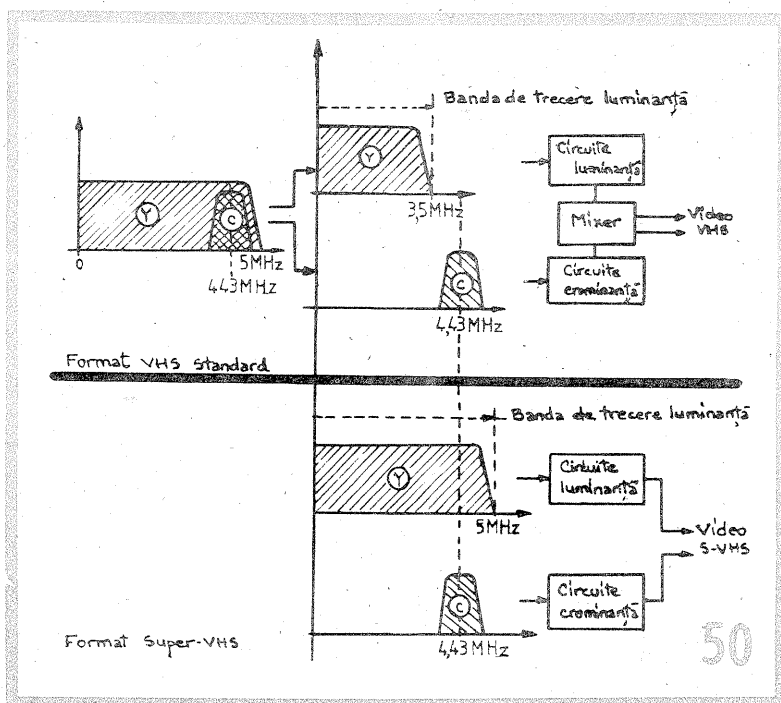 Banda de trecere luminanță
Y
3,5MHz
Circuite
luminanță
Mixer
Video
VHS
Circuite
crominanță
Y
C
0
5MHz
4,43MHz
C
4,43MHz
Format VHS Standard
Banda de trecere luminanță
Y
5MHz
Circuite
luminanță
Video
S-VHS
C
4,43MHz
Circuite
crominanță
Format Super-VHS
50